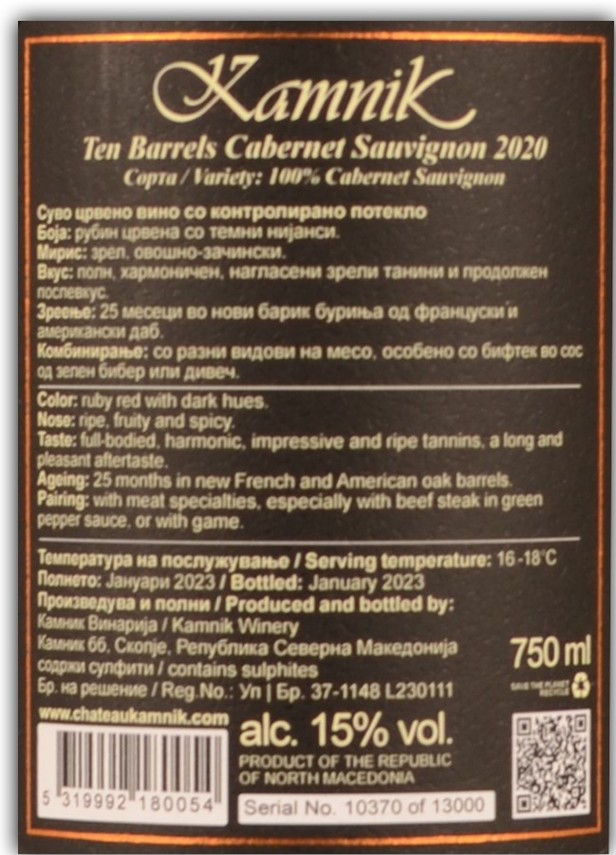 Kamnik
Ten Barrels Cabernet Sauvignon 2020
Сорта / Variety: 100% Cabernet Sauvignon
Суво црвено вино со контролирано потекло
Боја: рубин црвена со темни нијанси.
Мирис: зрел, овошно-зачински.
Вкус: полн, хармоничен, нагласени зрели танини и продолжен
послевкус.
Зреење: 25 месеци во нови барик буриња од француски и
американски даб.
Комбинирање: со разни видови на месо, особено со бифтек во сос
од зелен бибер или дивеч.
Color: ruby red with dark hues.
Nose: ripe, fruity and spicy.
Taste: full-bodied, harmonic, impressive and ripe tannins, a long and
pleasant aftertaste.
Ageing: 25 months in new French and American oak barrels.
Pairing: with meat specialties, especially with beef steak in green
pepper sauce, or with game.
Температура на послужување / Serving temperature: 16-18°C
Полнето: Јануари 2023 / Bottled: January 2023
Произведува и полни / Produced and bottled by:
Камник Винарија / Kamnik Winery
Камник бб, Скопје, Република Северна Македонија
содржи сулфити / contains sulphites
Бр. на решение / Reg.No.: Уп | Бр. 37-1148 L230111
750 ml
SAVE THE PLANET
RECYCLE
www.chateaukamnik.com
alc. 15% vol.
PRODUCT OF THE REPUBLIC
OF NORTH MACEDONIA
5 319992 180054
Serial No. 10370 of 13000